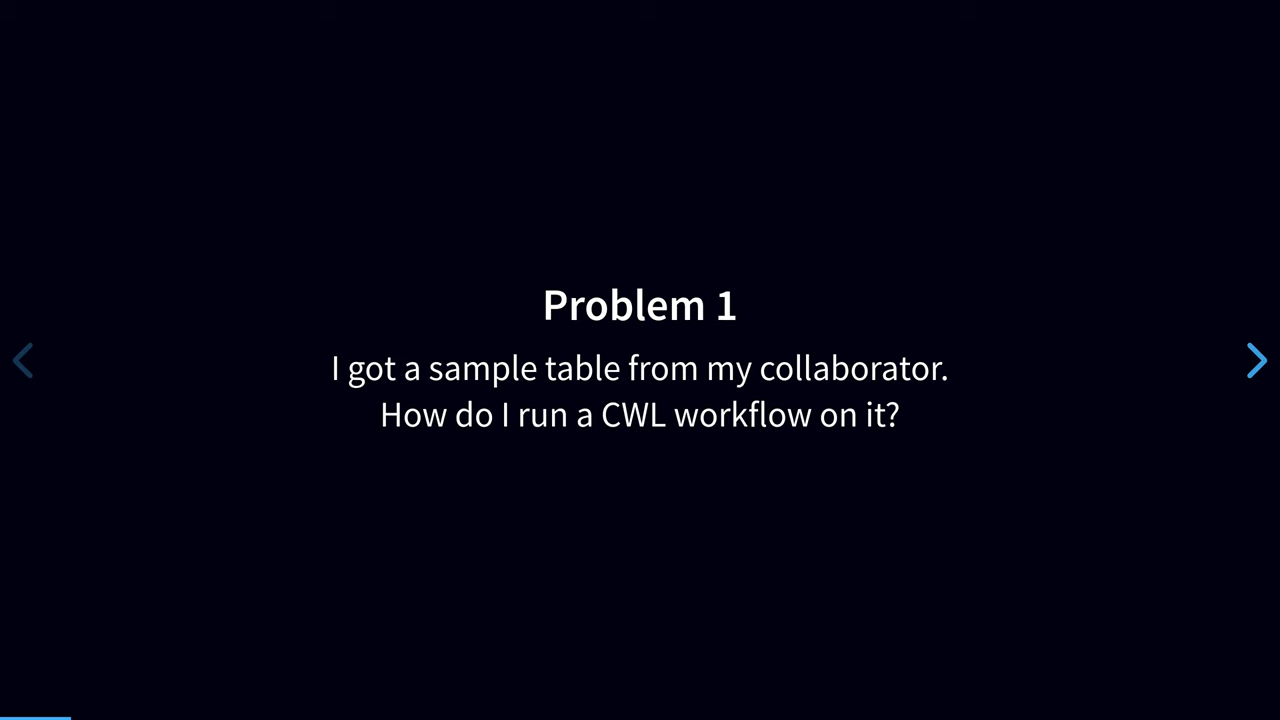 Problem 1
I got a sample table from my collaborator.
How do I run a CWL workflow on it?